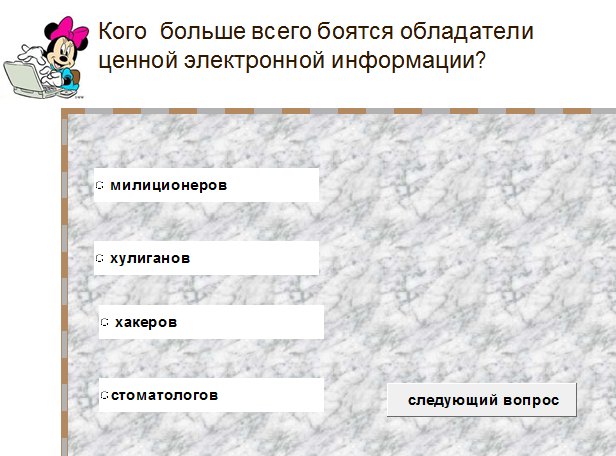 Кого больше всего боятся обладатели
ценной электронной информации?
милиционеров
хулиганов
хакеров
стоматологов
следующий вопрос